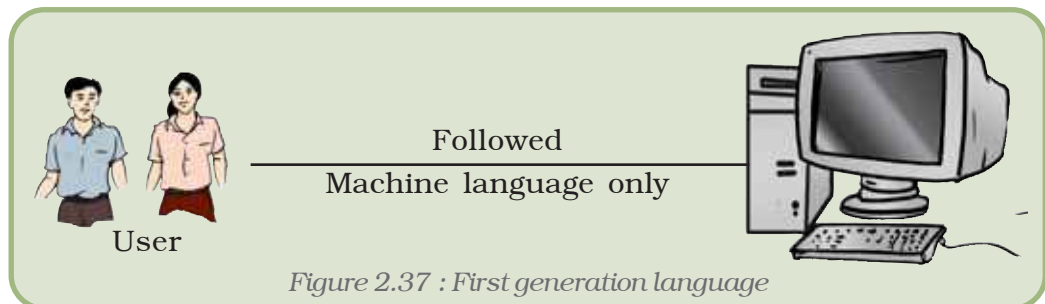 Followed
Machine language only
User
Figure 2.37 : First generation language